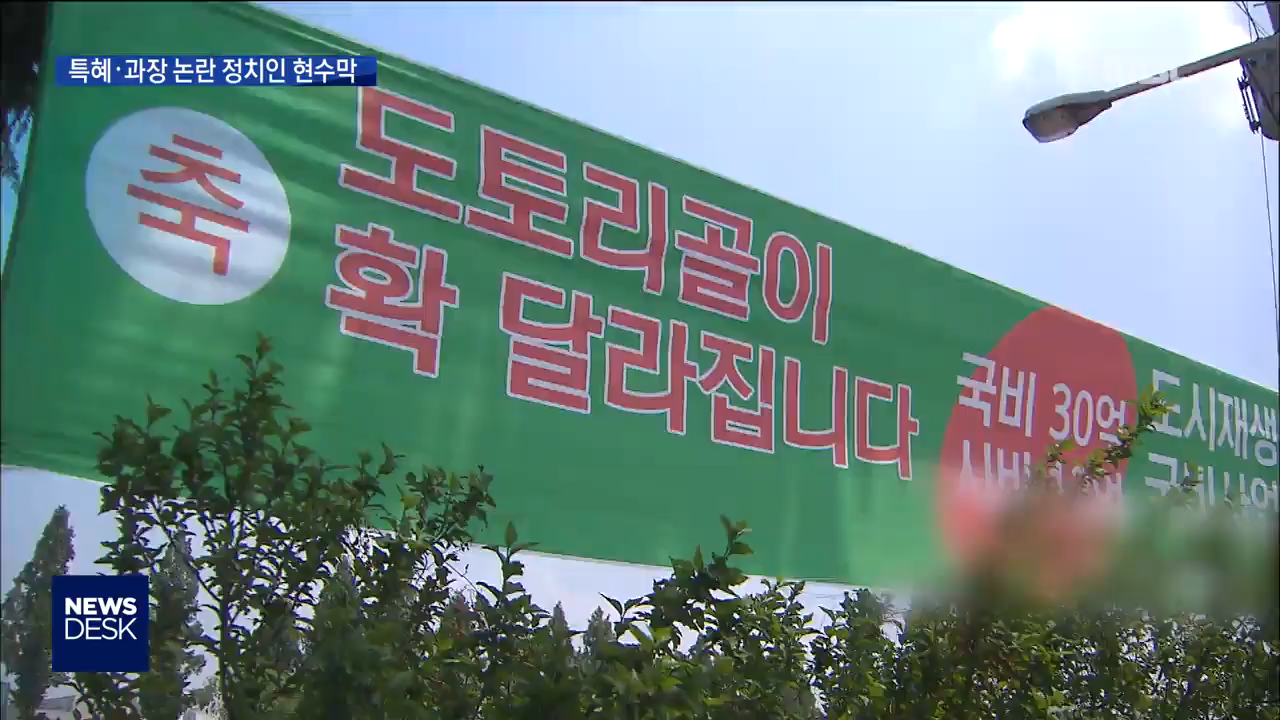 특혜·과장 논란 정치인 현수막
축
도토리골이
확 달라집니다
국비 30억
도시재생
NEWS
DESK